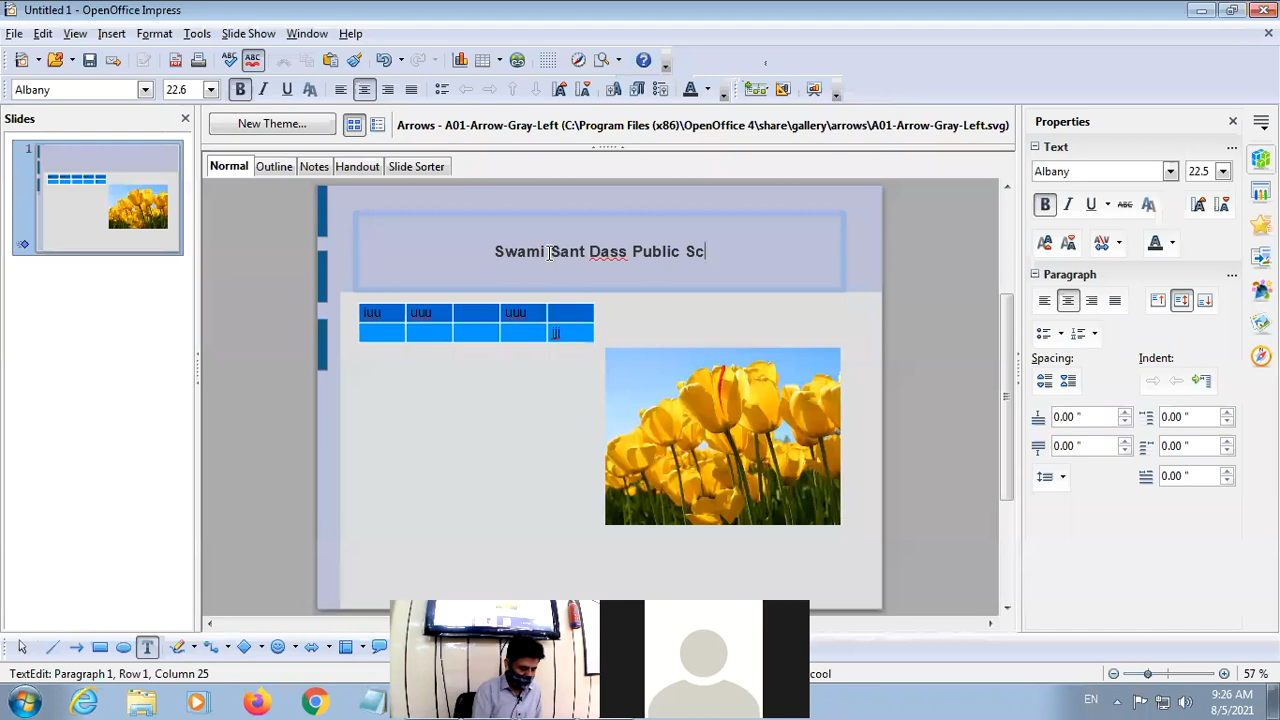 Untitled 1 - OpenOffice Impress
File Edit View Insert Format Tools Slide Show Window Help
Albany 22.6
Slides
New Theme...
Arrows - A01-Arrow-Gray-Left (C:\Program Files (x86)\OpenOffice 4\share\gallery\arrows\A01-Arrow-Gray-Left.svg)
Properties
1
Normal Outline Notes Handout Slide Sorter
Text
Albany 22.5
Swami Sant Dass Public Sc
Paragraph
iuu uuu uuu
jjj
Spacing: Indent:
0.00 " 0.00 "
0.00 " 0.00 "
0.00 "
TextEdit: Paragraph 1, Row 1, Column 25
cool
57 %
EN
9:26 AM
8/5/2021